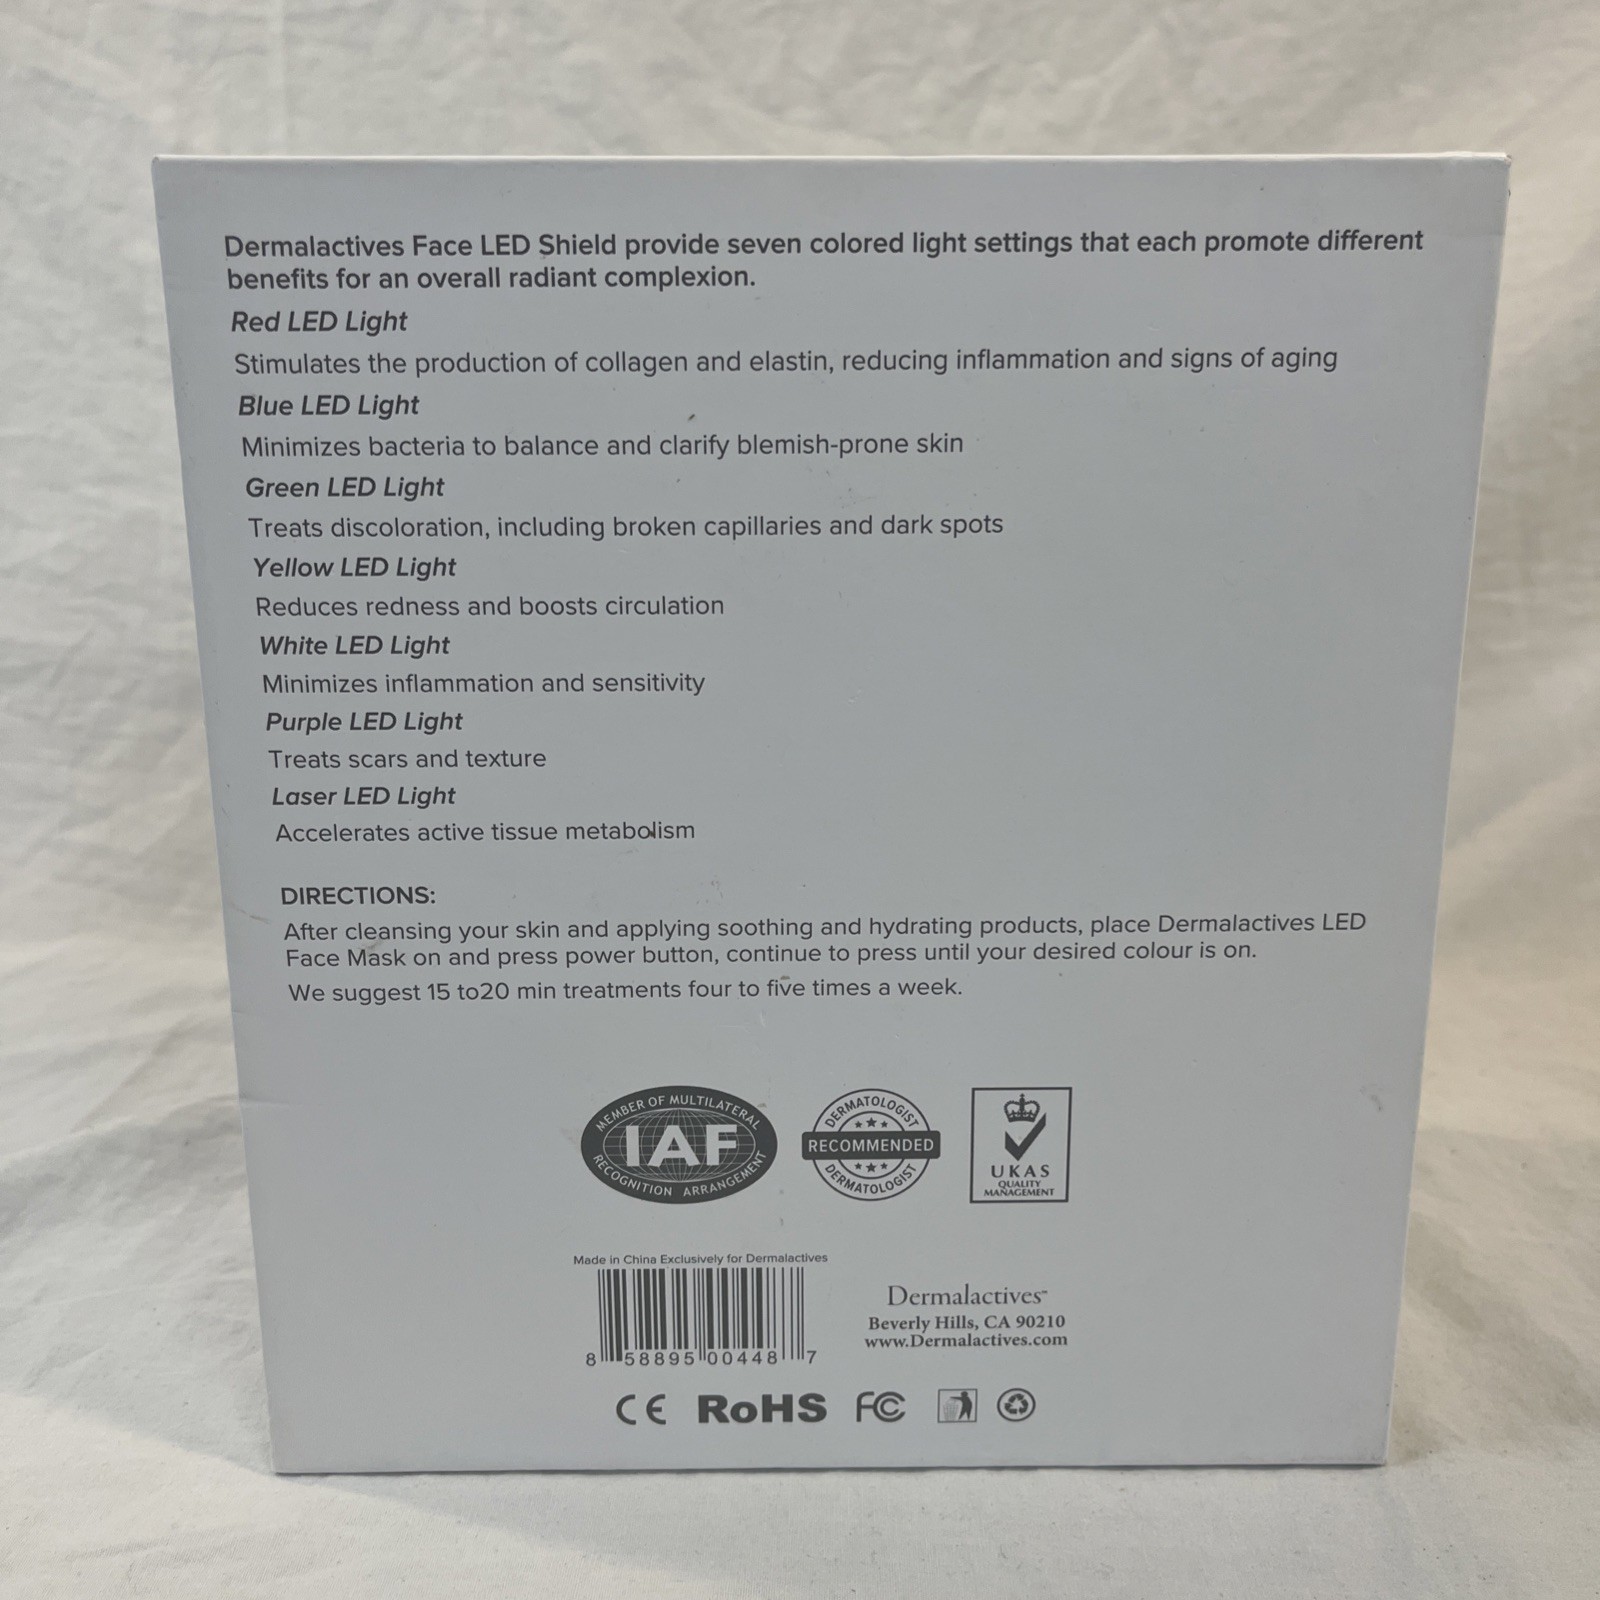 Dermalactives Face LED Shield provide seven colored light settings that each promote different
benefits for an overall radiant complexion.
Red LED Light
Stimulates the production of collagen and elastin, reducing inflammation and signs of aging
Blue LED Light
Minimizes bacteria to balance and clarify blemish-prone skin
Green LED Light
Treats discoloration, including broken capillaries and dark spots
Yellow LED Light
Reduces redness and boosts circulation
White LED Light
Minimizes inflammation and sensitivity
Purple LED Light
Treats scars and texture
Laser LED Light
Accelerates active tissue metabolism
DIRECTIONS:
After cleansing your skin and applying soothing and hydrating products, place Dermalactives LED
Face Mask on and press power button, continue to press until your desired colour is on.
We suggest 15 to20 min treatments four to five times a week.
MEMBER OF MULTILATERAL
IAF
RECOGNITION ARRANGEMENT
DERMATOLOGIST
RECOMMENDED
DERMATOLOGIST
UKAS
QUALITY
MANAGEMENT
Made in China Exclusively for Dermalactives
8 58895 00448 7
Dermalactives™
Beverly Hills, CA 90210
www.Dermalactives.com
CE RoHS FC